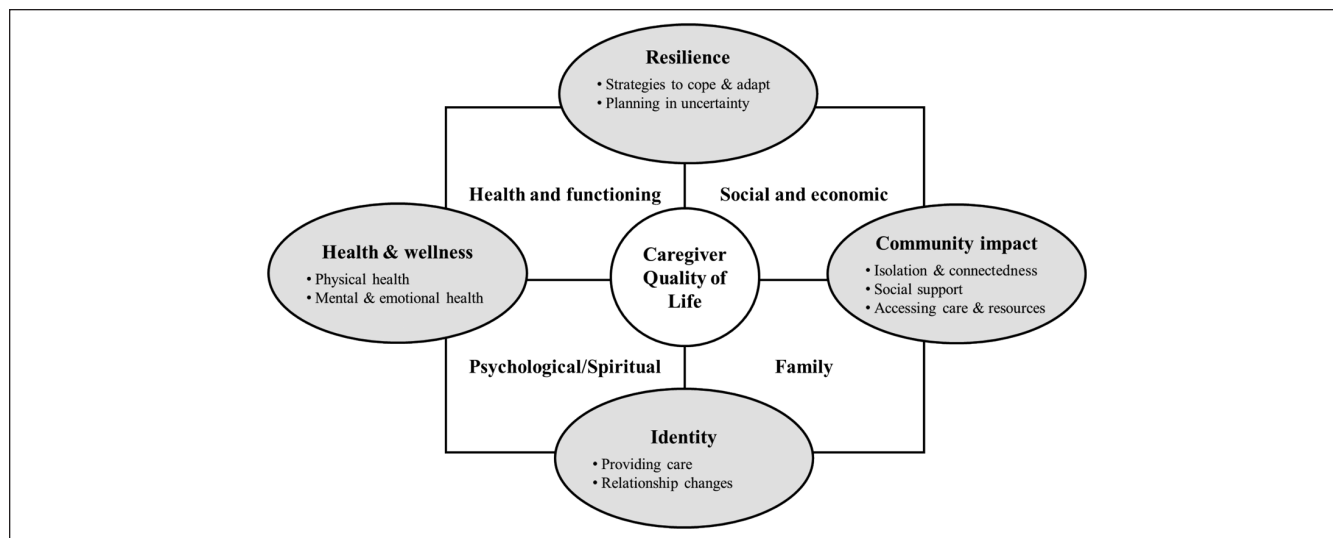 Resilience
• Strategies to cope & adapt
• Planning in uncertainty
Health and functioning
Social and economic
Health & wellness
• Physical health
• Mental & emotional health
Caregiver
Quality of
Life
Community impact
• Isolation & connectedness
• Social support
• Accessing care & resources
Psychological/Spiritual
Family
Identity
• Providing care
• Relationship changes